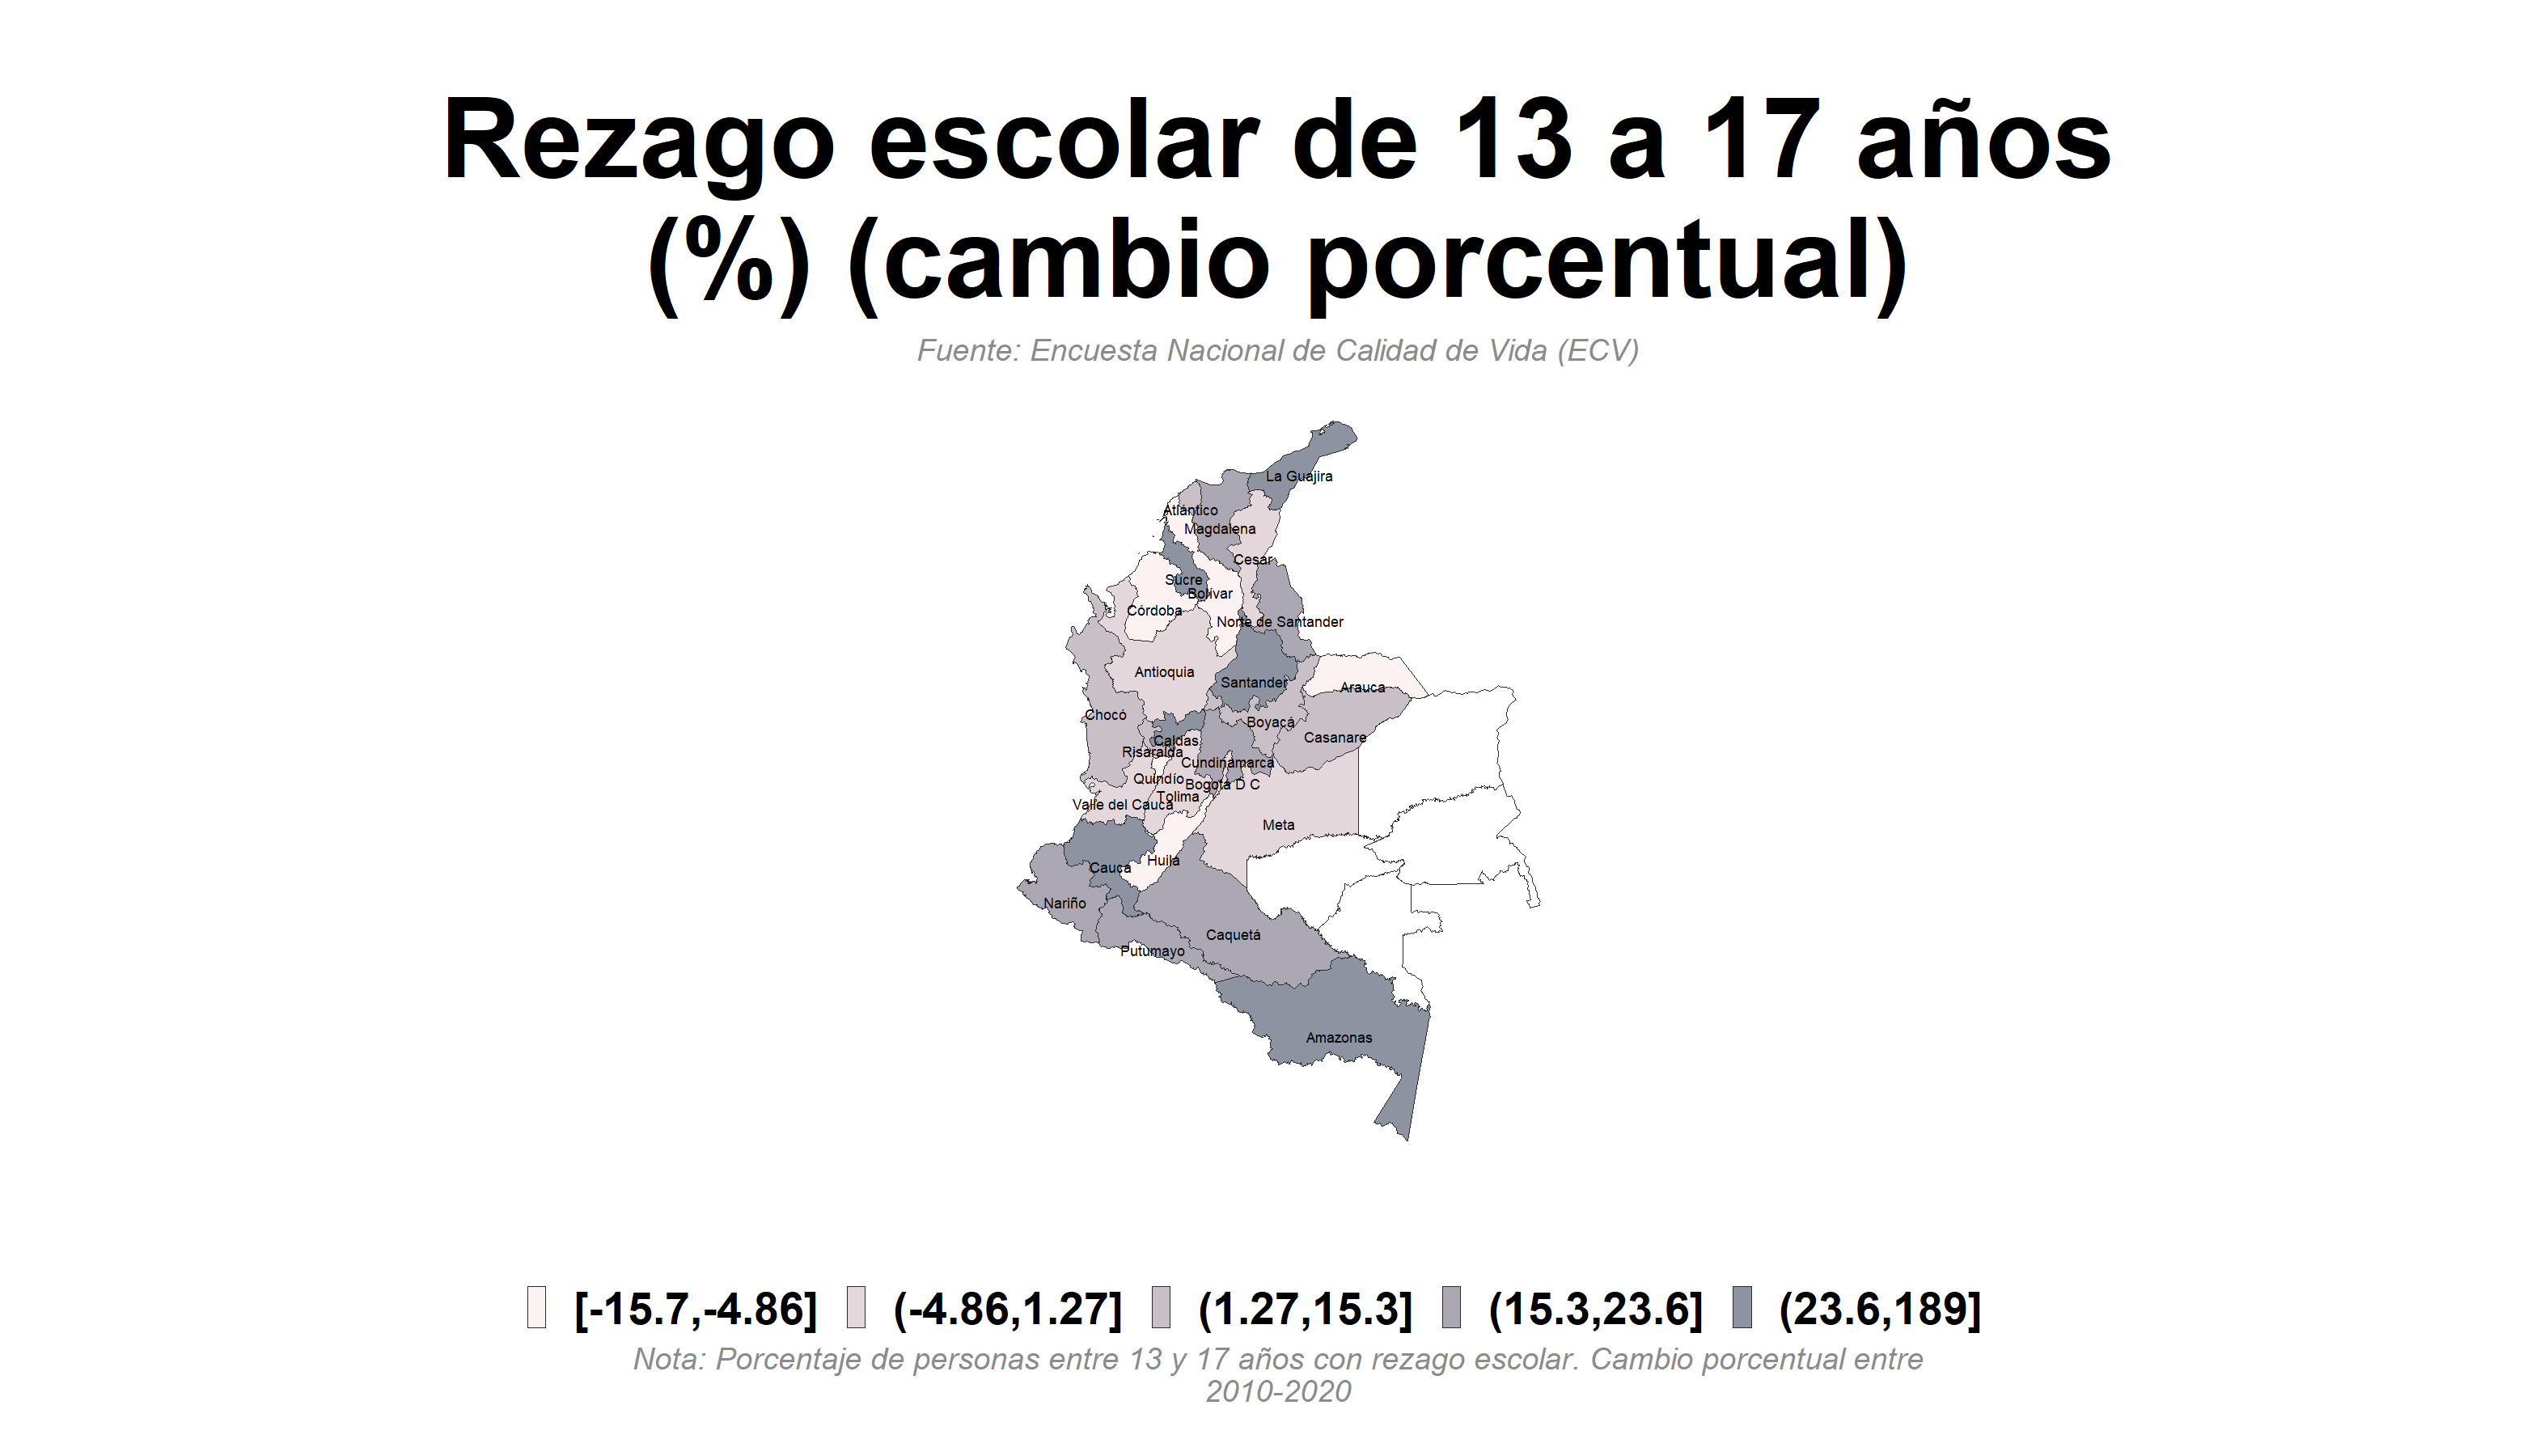 Rezago escolar de 13 a 17 años
(%) (cambio porcentual)
Fuente: Encuesta Nacional de Calidad de Vida (ECV)
La Guajira
Atlántico
Magdalena
Cesar
Sucre
Bolívar
Córdoba
Norte de Santander
Antioquia
Santander
Arauca
Chocó
Boyacá
Casanare
Caldas
Risaralda
Cundinamarca
Quindío
Bogotá D C
Tolima
Valle del Cauca
Meta
Huila
Cauca
Nariño
Caquetá
Putumayo
Amazonas
[-15.7,-4.86] (-4.86,1.27] (1.27,15.3] (15.3,23.6] (23.6,189]
Nota: Porcentaje de personas entre 13 y 17 años con rezago escolar. Cambio porcentual entre
2010-2020